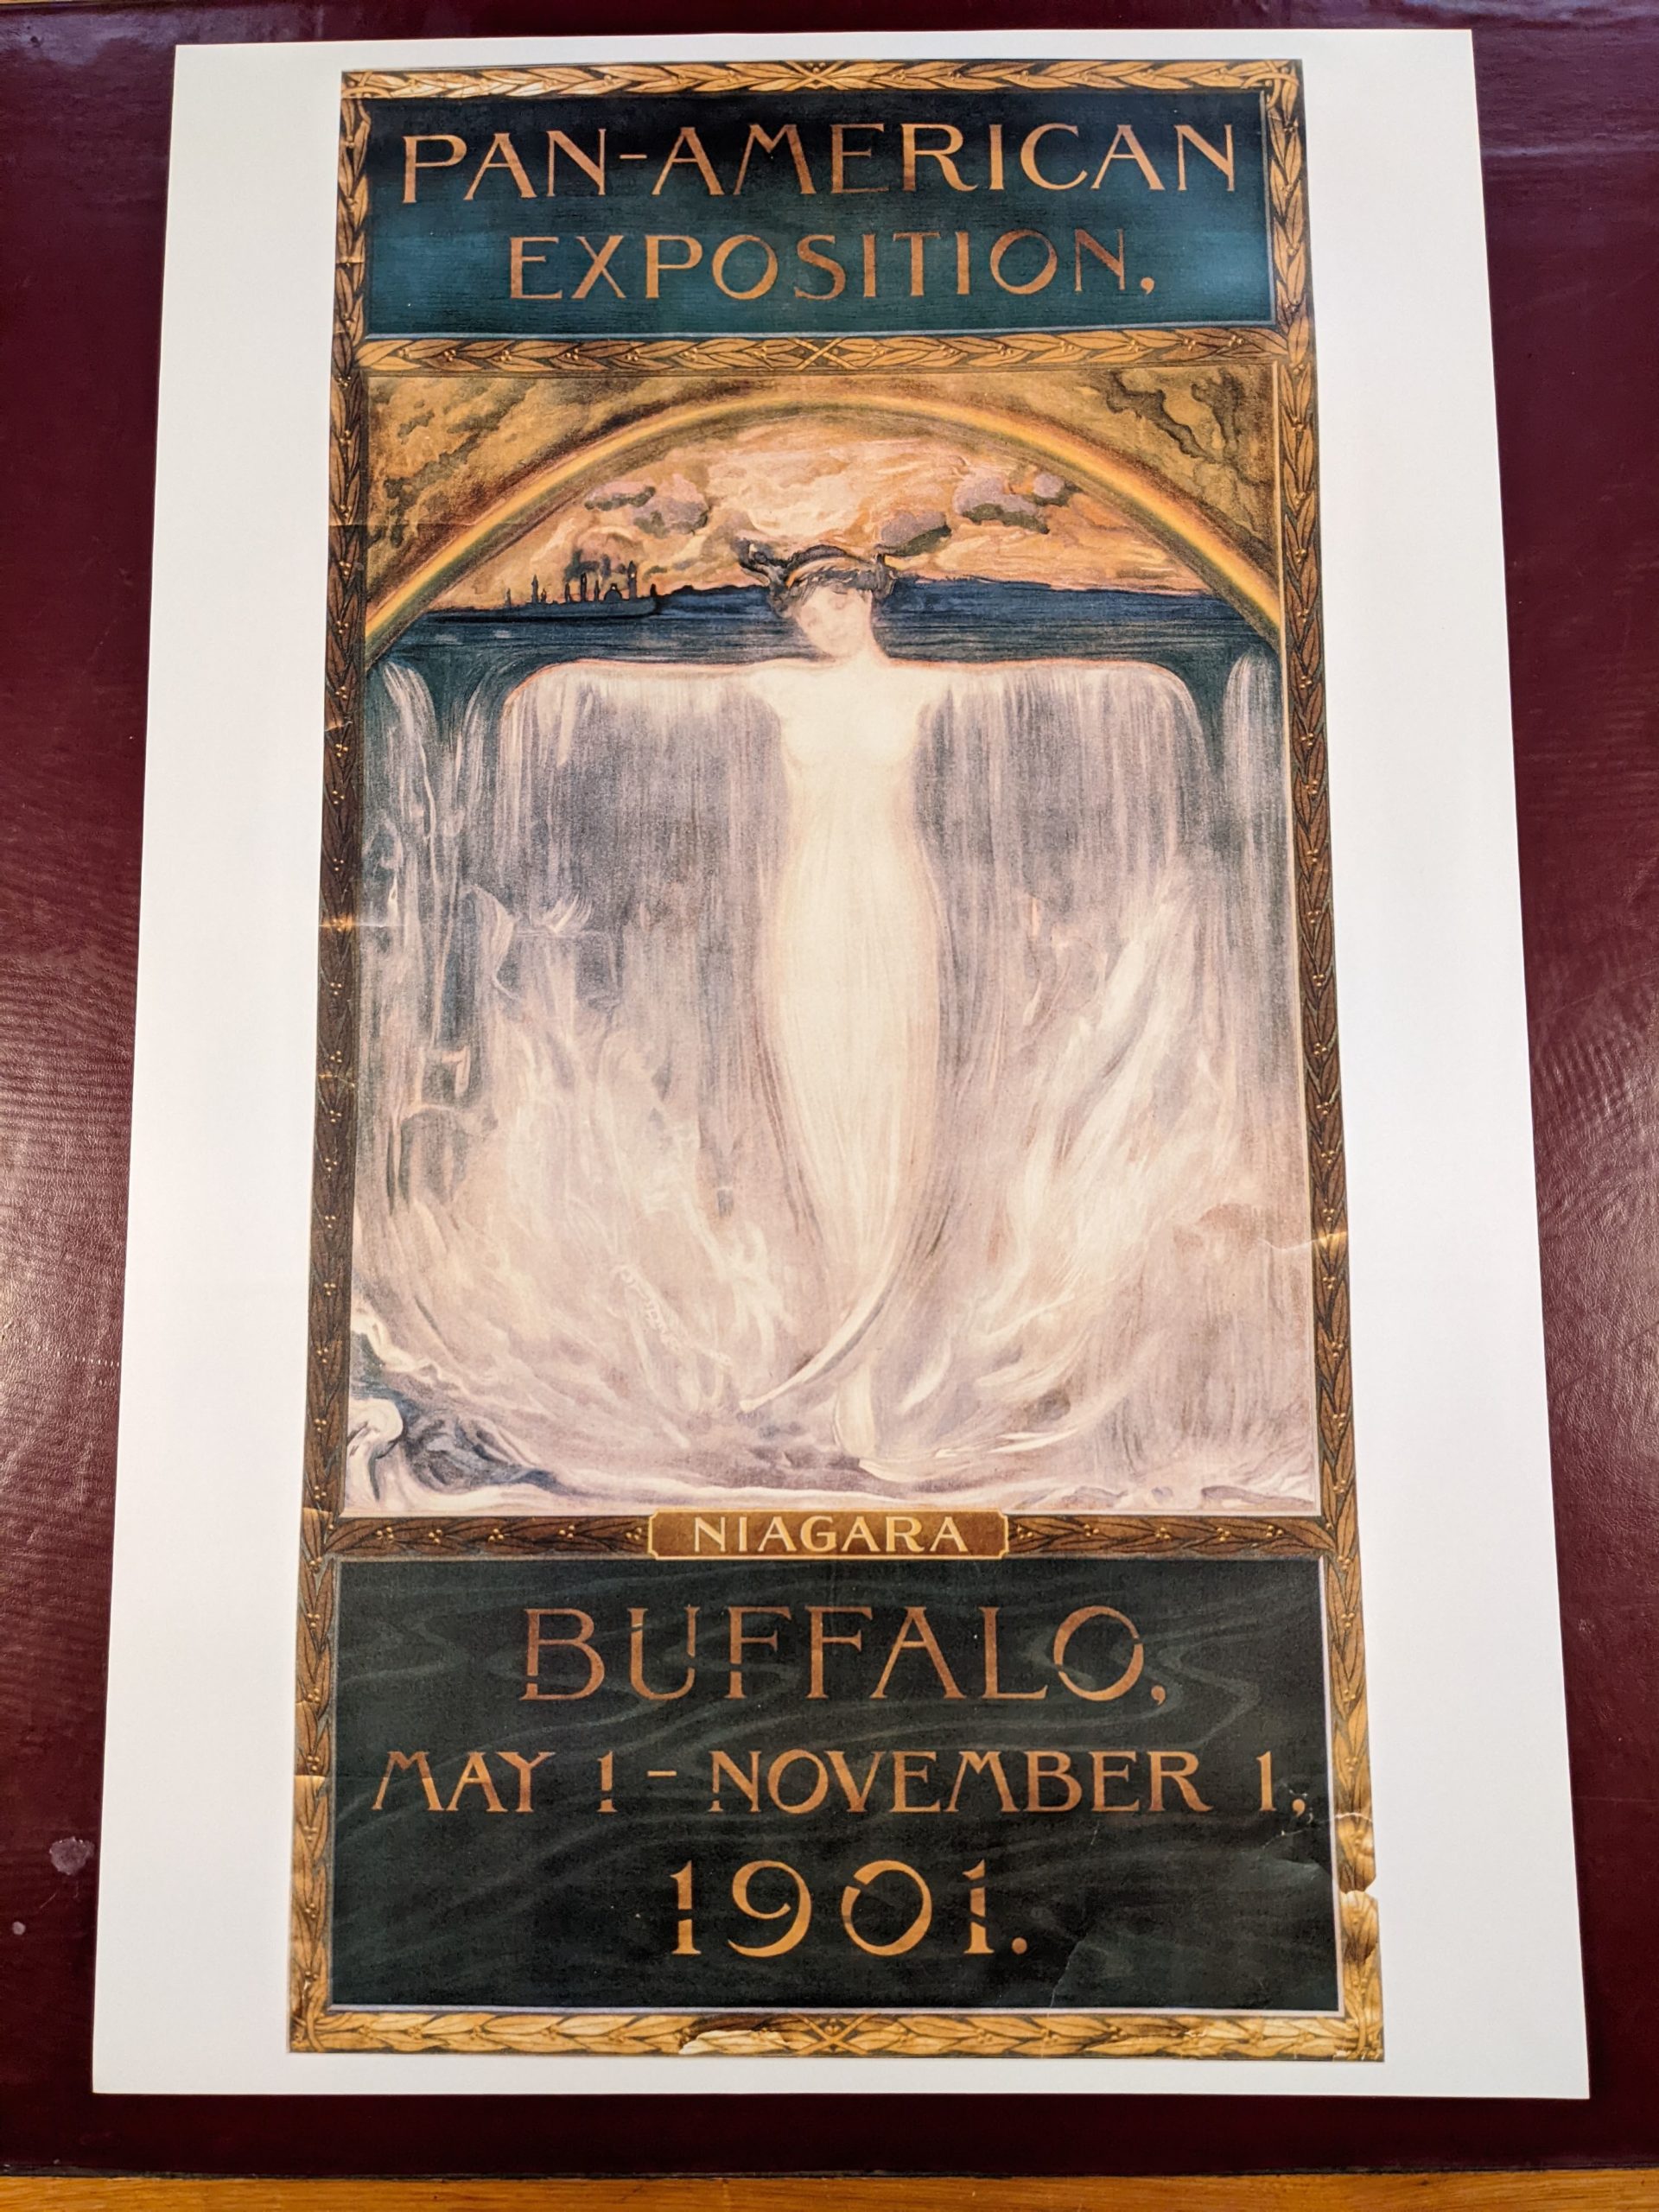 PAN-AMERICAN
EXPOSITION,
NIAGARA
BUFFALO,
MAY 1 - NOVEMBER 1,
1901.